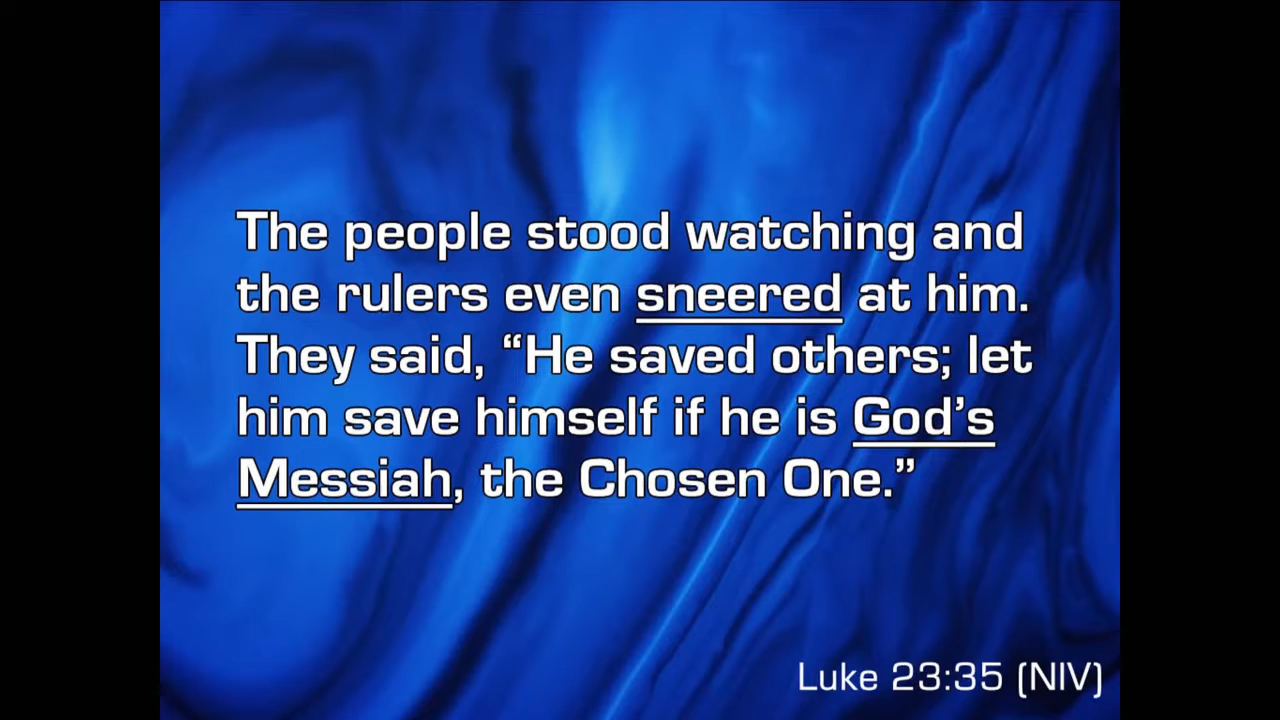 The people stood watching and
the rulers even sneered at him.
They said, “He saved others; let
him save himself if he is God’s
Messiah, the Chosen One.”
Luke 23:35 (NIV)